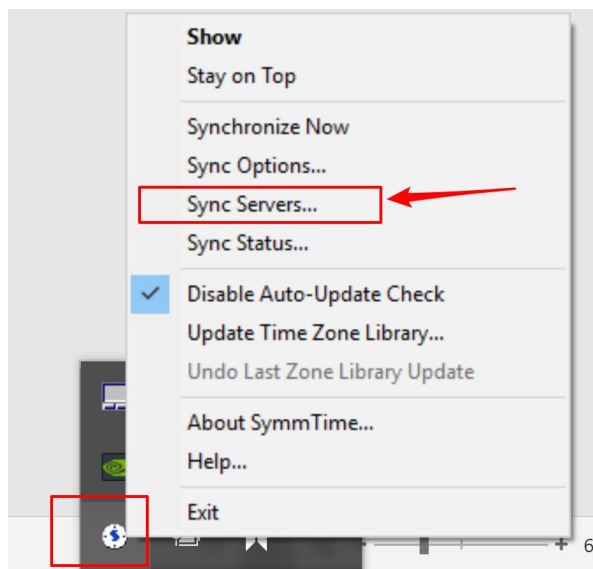 Show
Stay on Top
Synchronize Now
Sync Options...
Sync Servers...
Sync Status...
Disable Auto-Update Check
Update Time Zone Library...
Undo Last Zone Library Update
About SymmTime...
Help...
Exit
6